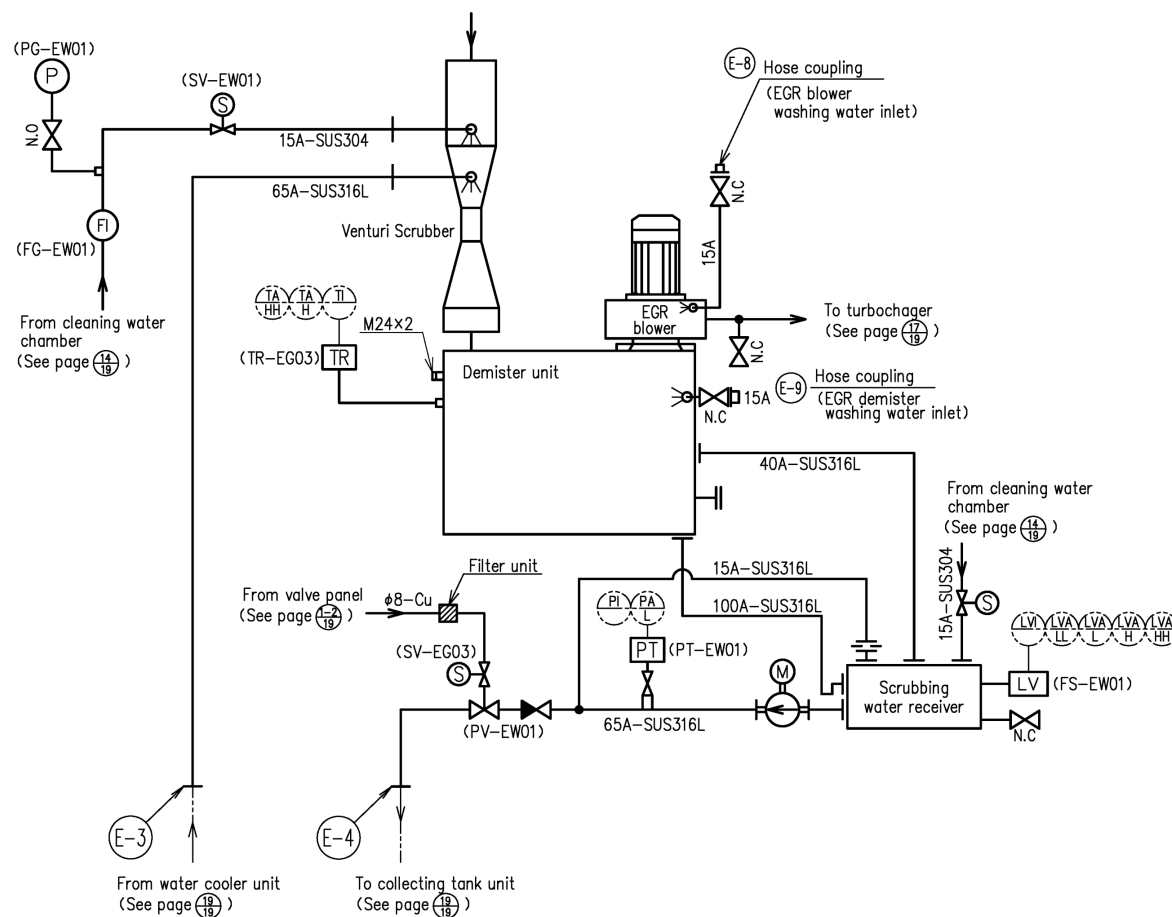 (PG-EW01)
P
N.O
(SV-EW01)
S
15A-SUS304
65A-SUS316L
FI
(FG-EW01)
From cleaning water
chamber
(See page 14/19)
Venturi Scrubber
E-8 Hose coupling
(EGR blower
washing water inlet)
N.C
15A
EGR
blower
To turbochager
(See page 17/19)
N.C
TA
HH
TA
H
TI
M24×2
(TR-EG03)
TR
Demister unit
15A
N.C
E-9 Hose coupling
(EGR demister
washing water inlet)
40A-SUS316L
From cleaning water
chamber
(See page 14/19)
15A-SUS304
S
Filter unit
From valve panel
(See page 1-2/19)
φ8-Cu
15A-SUS316L
100A-SUS316L
PI
PA
L
PT
(PT-EW01)
(SV-EG03)
S
(PV-EW01)
65A-SUS316L
M
Scrubbing
water receiver
LVI
LVA
LL
LVA
L
LVA
H
LVA
HH
LV
(FS-EW01)
N.C
E-3
E-4
From water cooler unit
(See page 19/19)
To collecting tank unit
(See page 19/19)